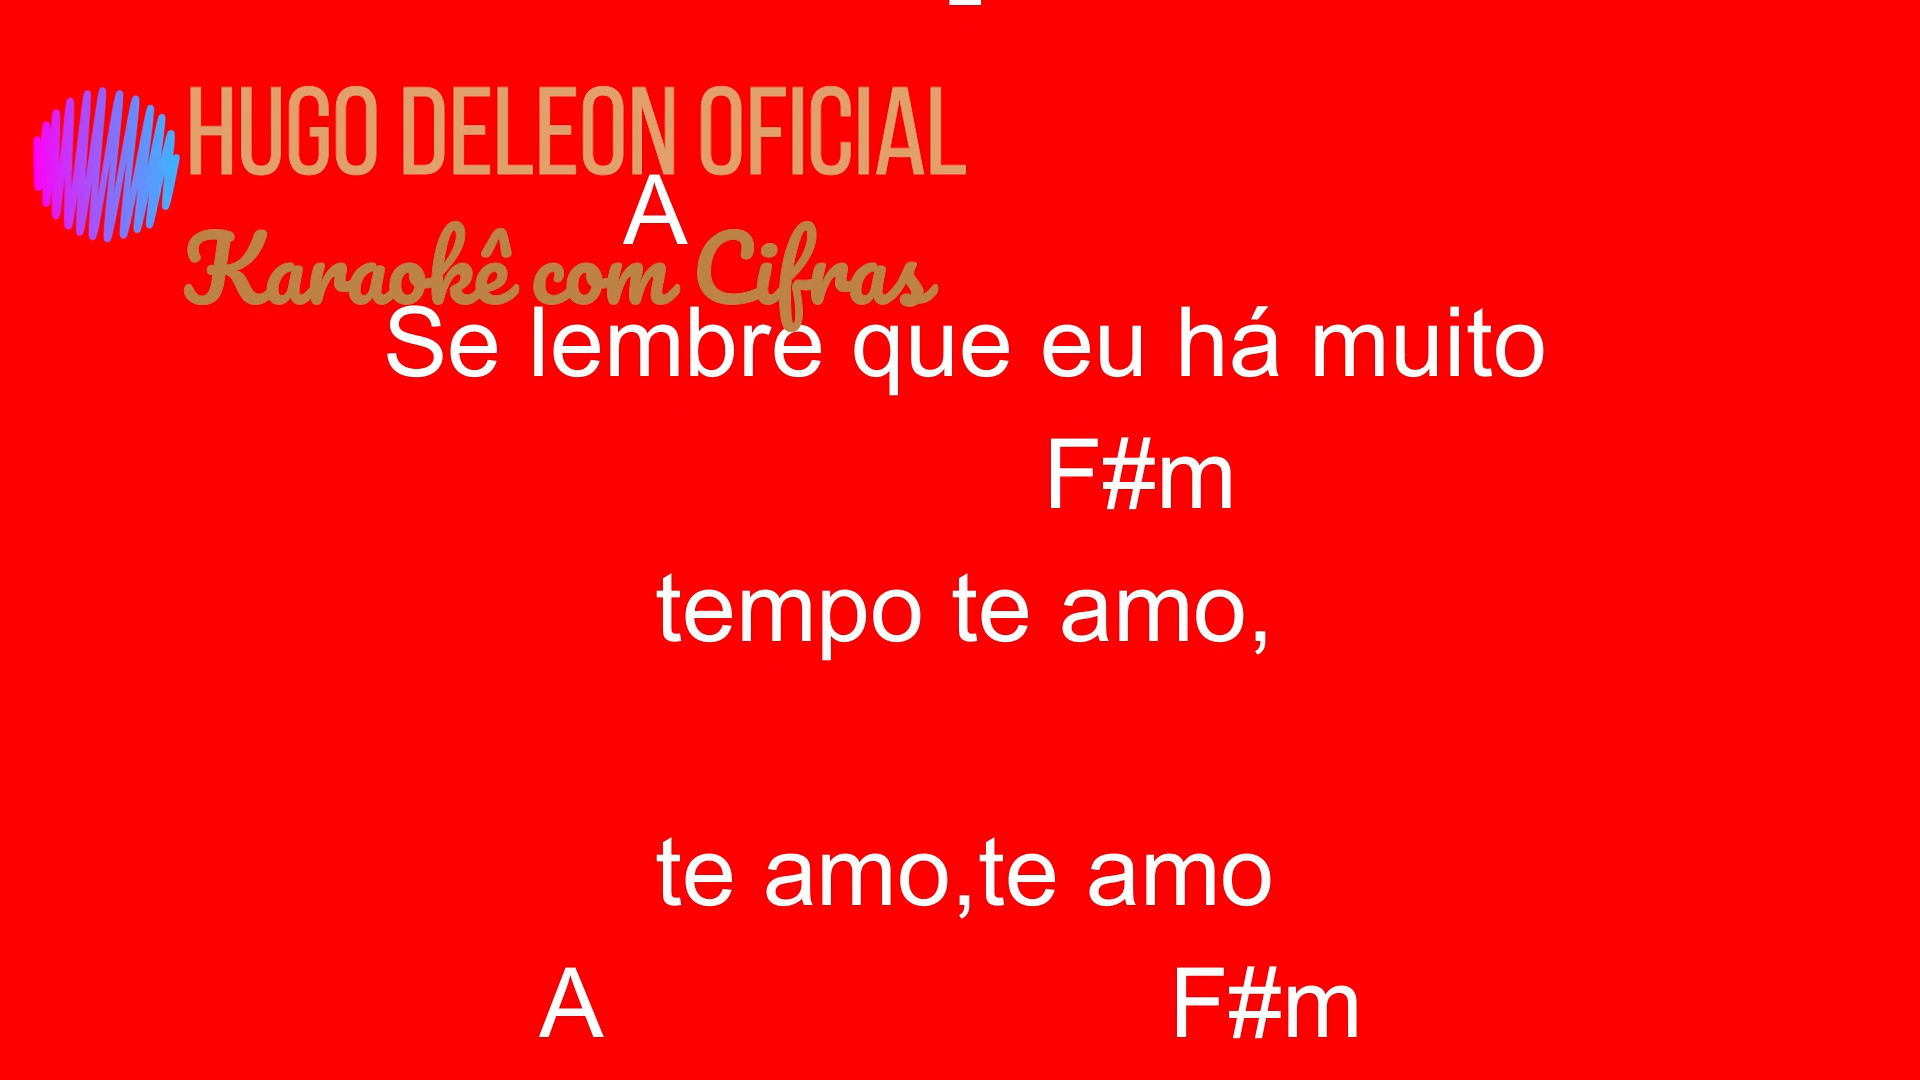 HUGO DELEON OFICIAL
A
Karaokê com Cifras
Se lembre que eu há muito
F#m
tempo te amo,
te amo,te amo
A F#m